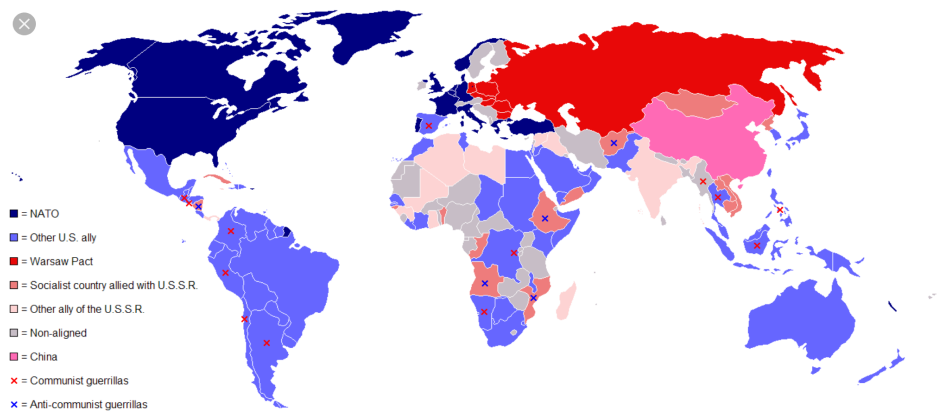 = NATO
= Other U.S. ally
= Warsaw Pact
= Socialist country allied with U.S.S.R.
= Other ally of the U.S.S.R.
= Non-aligned
= China
= Communist guerrillas
= Anti-communist guerrillas